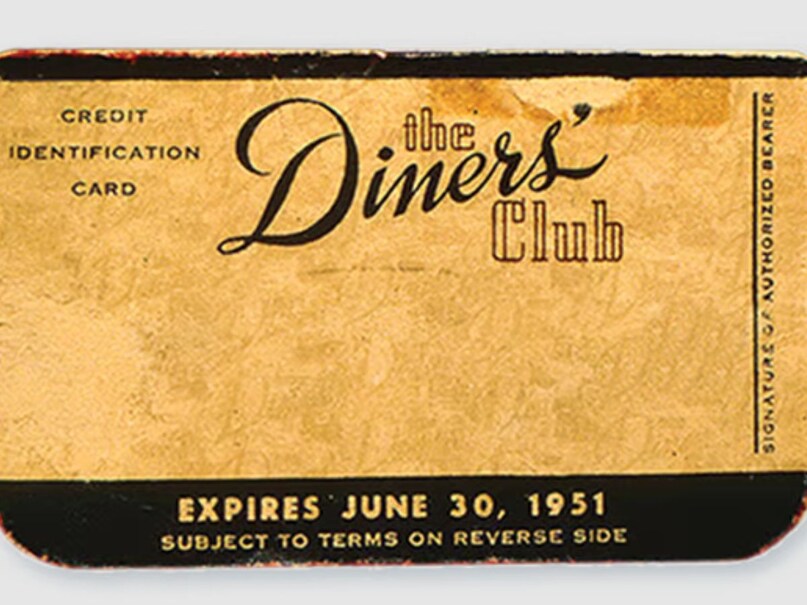 CREDIT
IDENTIFICATION
CARD
the
Diners'
Club
SIGNATURE OF AUTHORIZED BEARER
EXPIRES JUNE 30, 1951
SUBJECT TO TERMS ON REVERSE SIDE